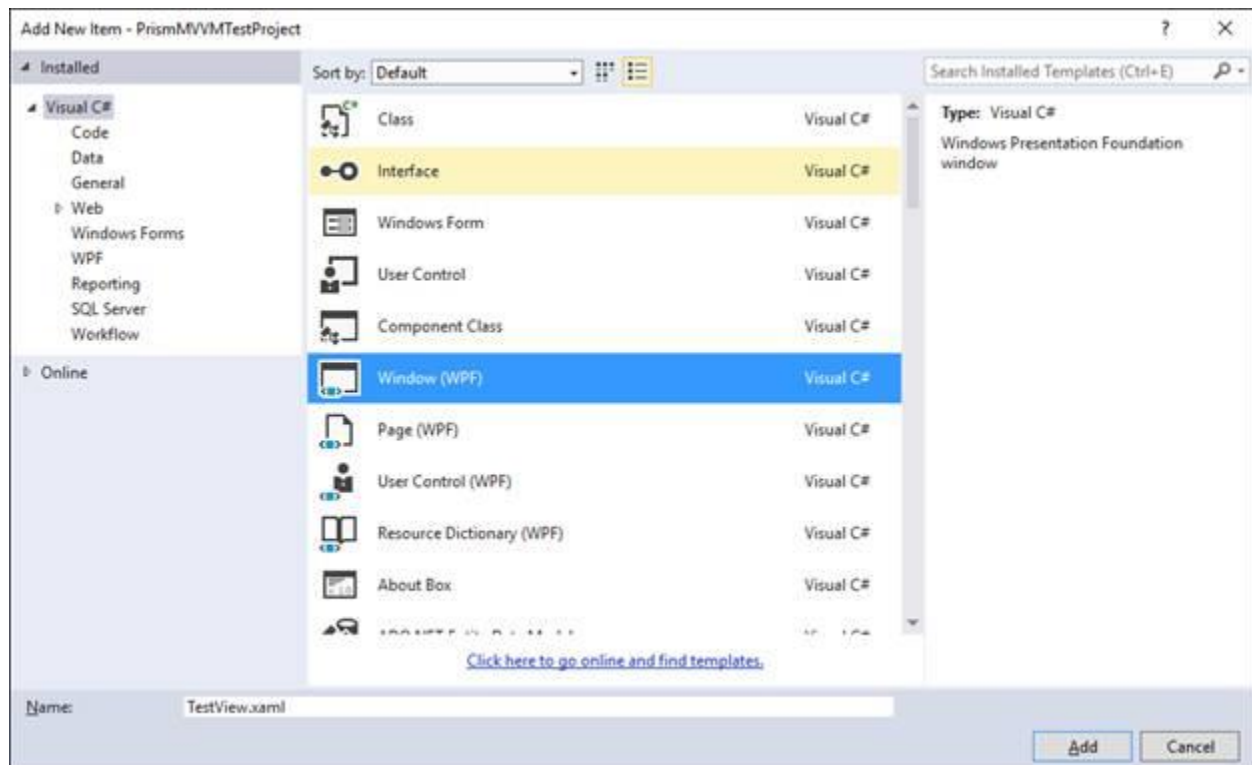 Add New Item - PrismMVVMTestProject
? ×
Installed
Sort by: Default
Search Installed Templates (Ctrl+E)
Visual C#
Code
Data
General
Web
Windows Forms
WPF
Reporting
SQL Server
Workflow
Online
Class Visual C#
Interface Visual C#
Windows Form Visual C#
User Control Visual C#
Component Class Visual C#
Window (WPF) Visual C#
Page (WPF) Visual C#
User Control (WPF) Visual C#
Resource Dictionary (WPF) Visual C#
About Box Visual C#
Click here to go online and find templates.
Type: Visual C#
Windows Presentation Foundation
window
Name: TestView.xaml
Add Cancel